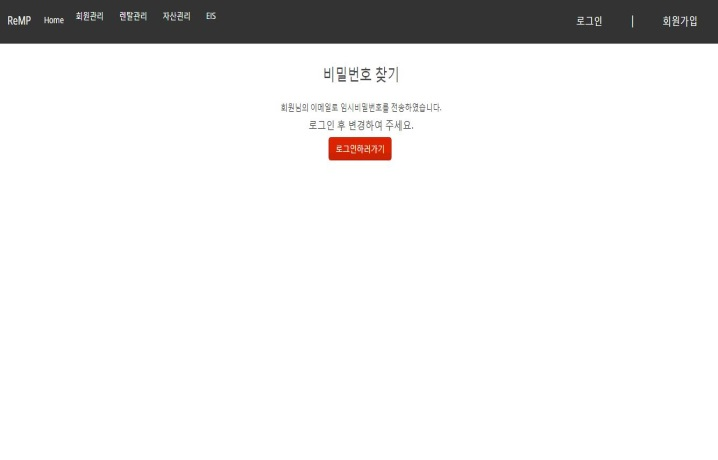 ReMP Home 회원관리 렌탈관리 자산관리 EIS 로그인 | 회원가입
비밀번호 찾기
회원님의 이메일로 임시비밀번호를 전송하였습니다.
로그인 후 변경하여 주세요.
로그인하러가기